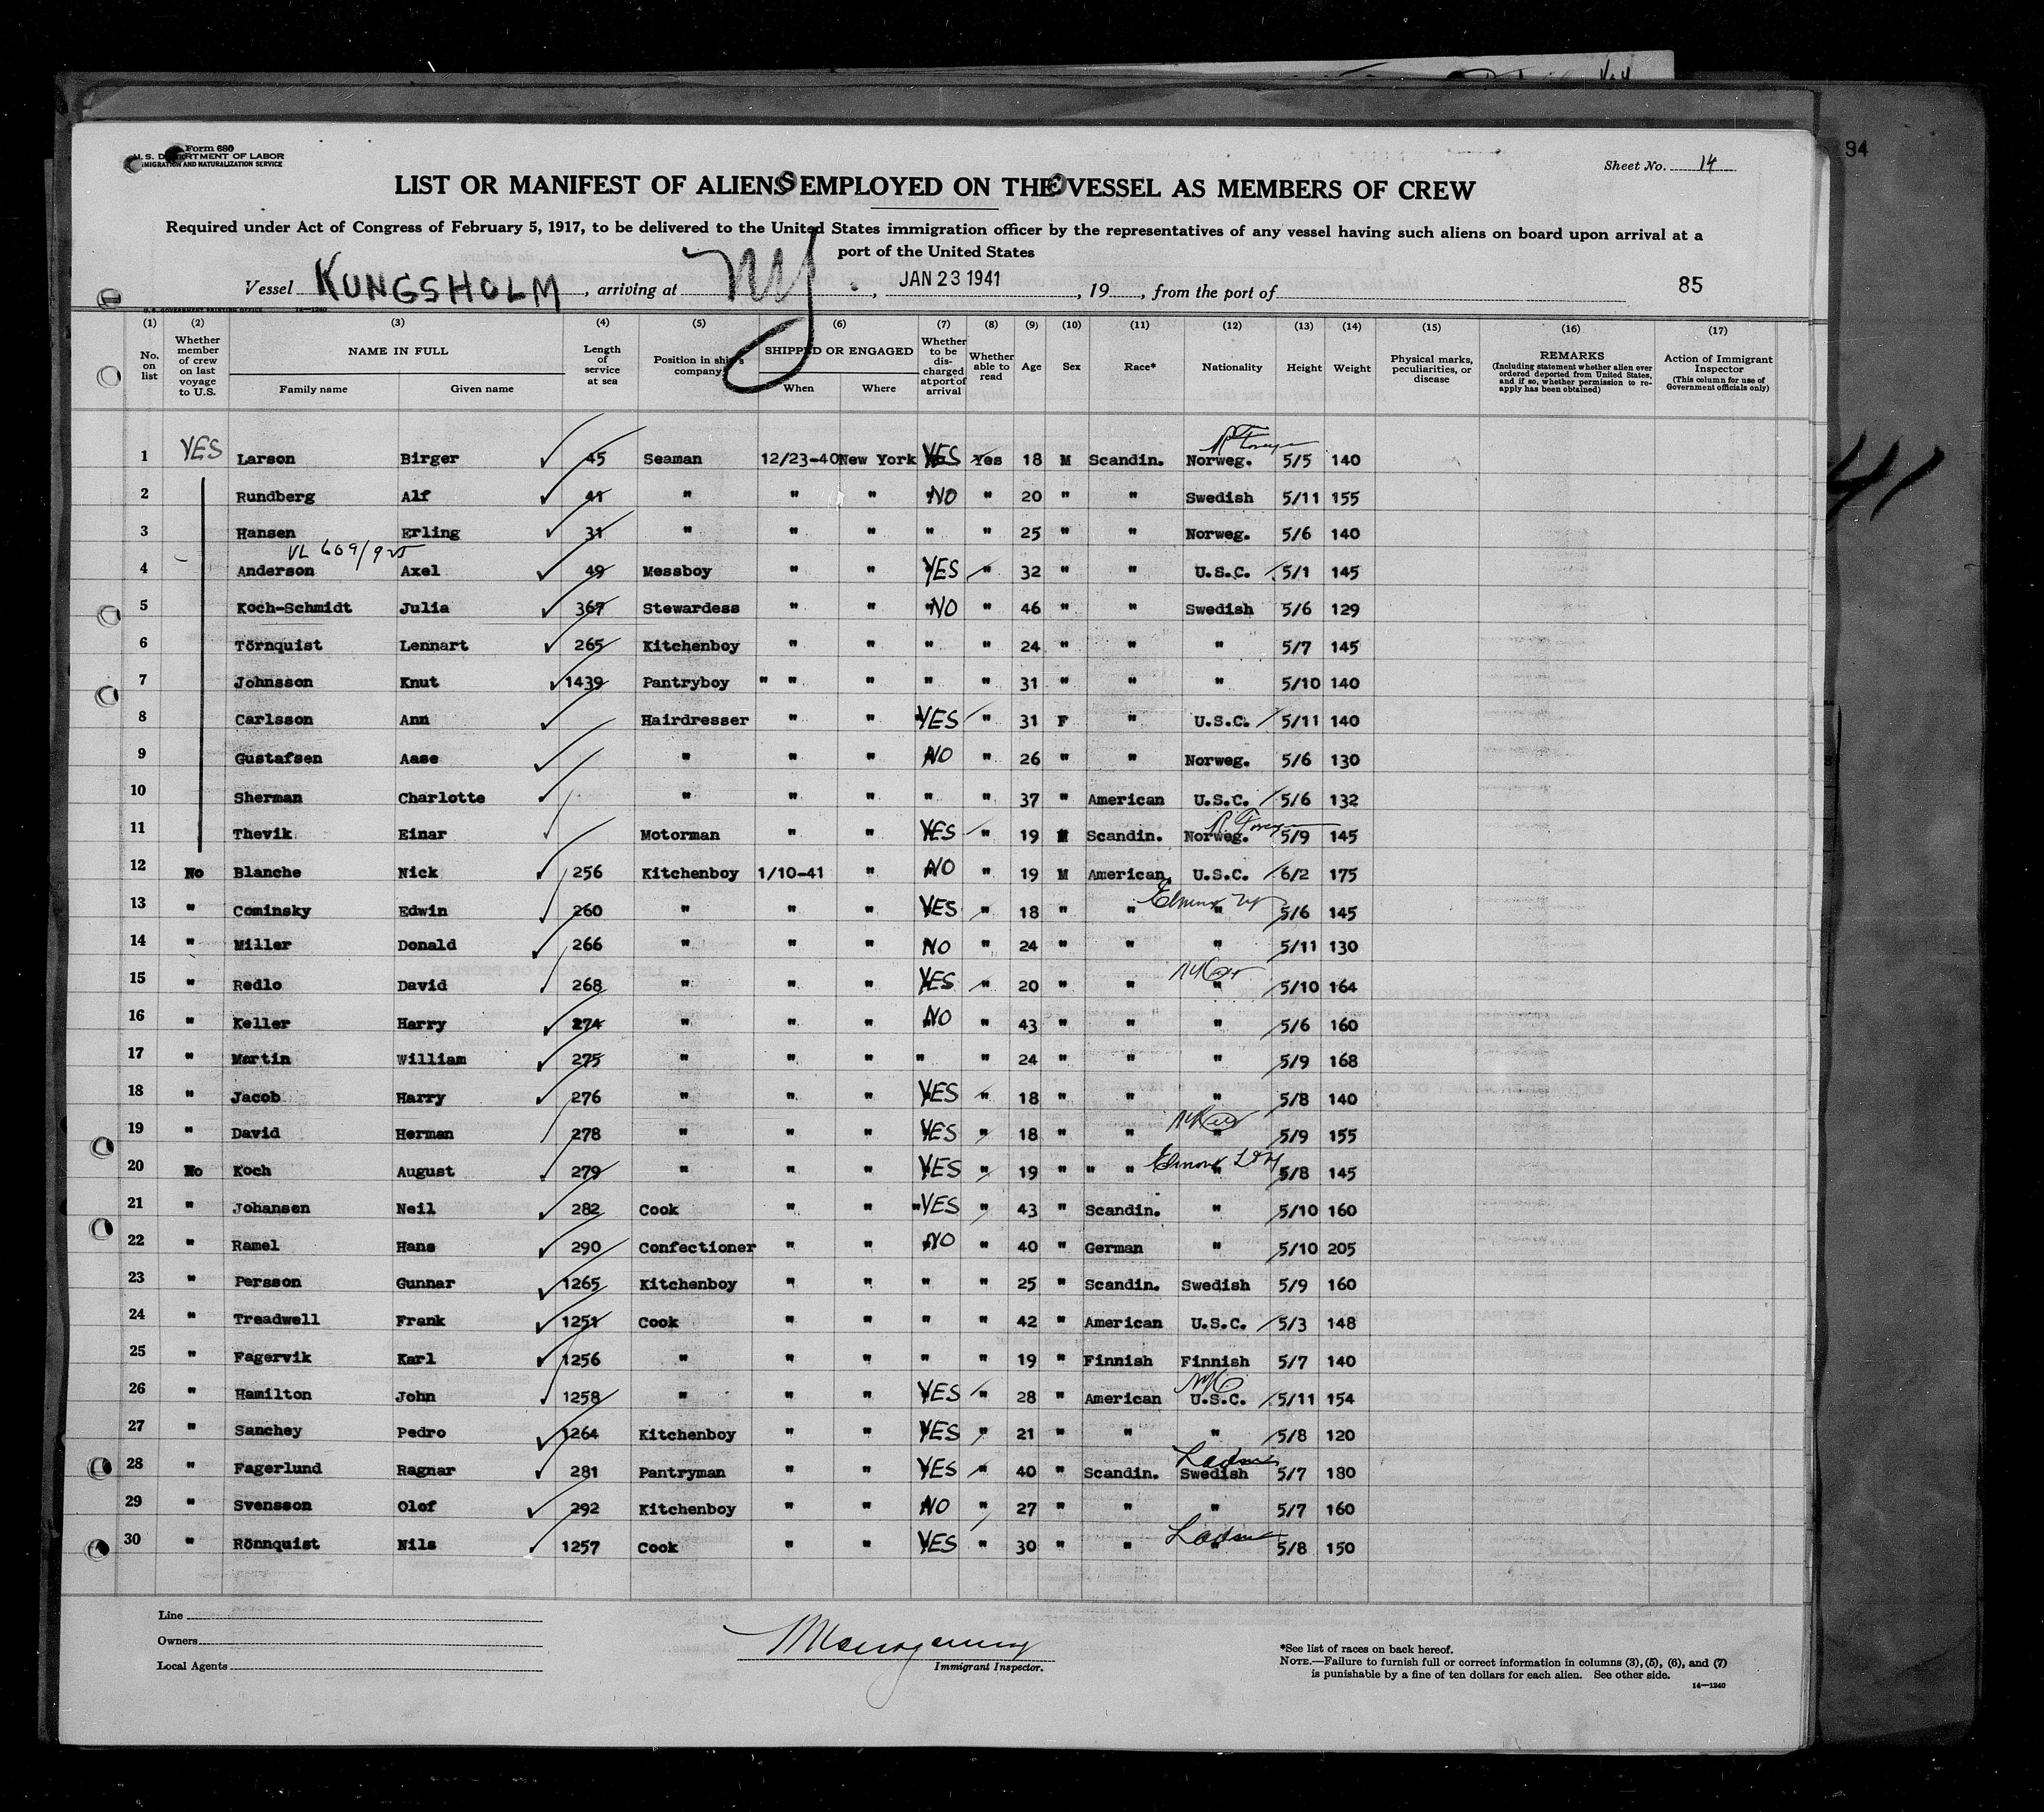 Form 680
U. S. DEPARTMENT OF LABOR
IMMIGRATION AND NATURALIZATION SERVICE
94
Sheet No. 14
LIST OR MANIFEST OF ALIENS EMPLOYED ON THE VESSEL AS MEMBERS OF CREW
Required under Act of Congress of February 5, 1917, to be delivered to the United States immigration officer by the representatives of any vessel having such aliens on board upon arrival at a
port of the United States
Vessel KUNGSHOLM, arriving at NY, JAN 23 1941, 19, from the port of 85
U. S. GOVERNMENT PRINTING OFFICE 14—1240
(1) (2) (3) (4) (5) (6) (7) (8) (9) (10) (11) (12) (13) (14) (15) (16) (17)
No. on list Whether member of crew on last voyage to U.S. NAME IN FULL Family name Given name Length of service at sea Position in ship's company SHIPPED OR ENGAGED When Where Whether to be discharged at port of arrival Whether able to read Age Sex Race* Nationality Height Weight Physical marks, peculiarities, or disease REMARKS (Including statement whether alien ever ordered deported from United States, and if so, whether permission to reapply has been obtained) Action of Immigrant Inspector (This column for use of Government officials only)
1 YES Larson Birger 45 Seaman 12/23-40 New York YES Yes 18 M Scandin. Norweg. 5/5 140
2 Rundberg Alf 41 " " " NO " 20 " " Swedish 5/11 155
3 Hansen Erling 31 " " " " " 25 " " Norweg. 5/6 140
VL 609/925
4 Anderson Axel 49 Messboy " " YES " 32 " " U.S.C. 5/1 145
5 Koch-Schmidt Julia 367 Stewardess " " NO " 46 " " Swedish 5/6 129
6 Törnquist Lennart 265 Kitchenboy " " " " 24 " " " 5/7 145
7 Johnsson Knut 1439 Pantryboy " " " " " 31 " " " 5/10 140
8 Carlsson Ann Hairdresser " " YES " 31 F " U.S.C. 5/11 140
9 Gustafsen Aase " " " NO " 26 " " Norweg. 5/6 130
10 Sherman Charlotte " " " " " 37 " American U.S.C. 5/6 132
11 Thevik Einar Motorman " " YES " 19 M Scandin. Norweg. 5/9 145
12 No Blanche Nick 256 Kitchenboy 1/10-41 " NO " 19 M American U.S.C. 6/2 175
13 " Cominsky Edwin 260 " " " YES " 18 " " " 5/6 145
14 " Miller Donald 266 " " " NO " 24 " " " 5/11 130
15 " Redlo David 268 " " " YES " 20 " " " 5/10 164
16 " Keller Harry 274 " " " NO " 43 " " " 5/6 160
17 " Martin William 275 " " " " " 24 " " " 5/9 168
18 " Jacob Harry 276 " " " YES " 18 " " " 5/8 140
19 " David Herman 278 " " " YES " 18 " " " 5/9 155
20 No Koch August 279 " " " YES " 19 " " " " 5/8 145
21 " Johansen Neil 282 Cook " " " YES " 43 " Scandin. " 5/10 160
22 " Ramel Hans 290 Confectioner " " NO " 40 " German " 5/10 205
23 " Persson Gunnar 1265 Kitchenboy " " " " 25 " Scandin. Swedish 5/9 160
24 " Treadwell Frank 1251 Cook " " " " 42 " American U.S.C. 5/3 148
25 " Fagervik Karl 1256 " " " " " 19 " Finnish Finnish 5/7 140
26 " Hamilton John 1258 " " " YES " 28 " American U.S.C. 5/11 154
27 " Sanchey Pedro 1264 Kitchenboy " " YES " 21 " " " 5/8 120
28 " Fagerlund Ragnar 281 Pantryman " " YES " 40 " Scandin. Swedish 5/7 180
29 " Svensson Olof 292 Kitchenboy " " NO " 27 " " " 5/7 160
30 " Rönnquist Nils 1257 Cook " " YES " 30 " " " 5/8 150
Line
Owners
Local Agents
Immigrant Inspector.
*See list of races on back hereof.
NOTE.—Failure to furnish full or correct information in columns (3), (5), (6), and (7)
is punishable by a fine of ten dollars for each alien. See other side.
14—1240
41